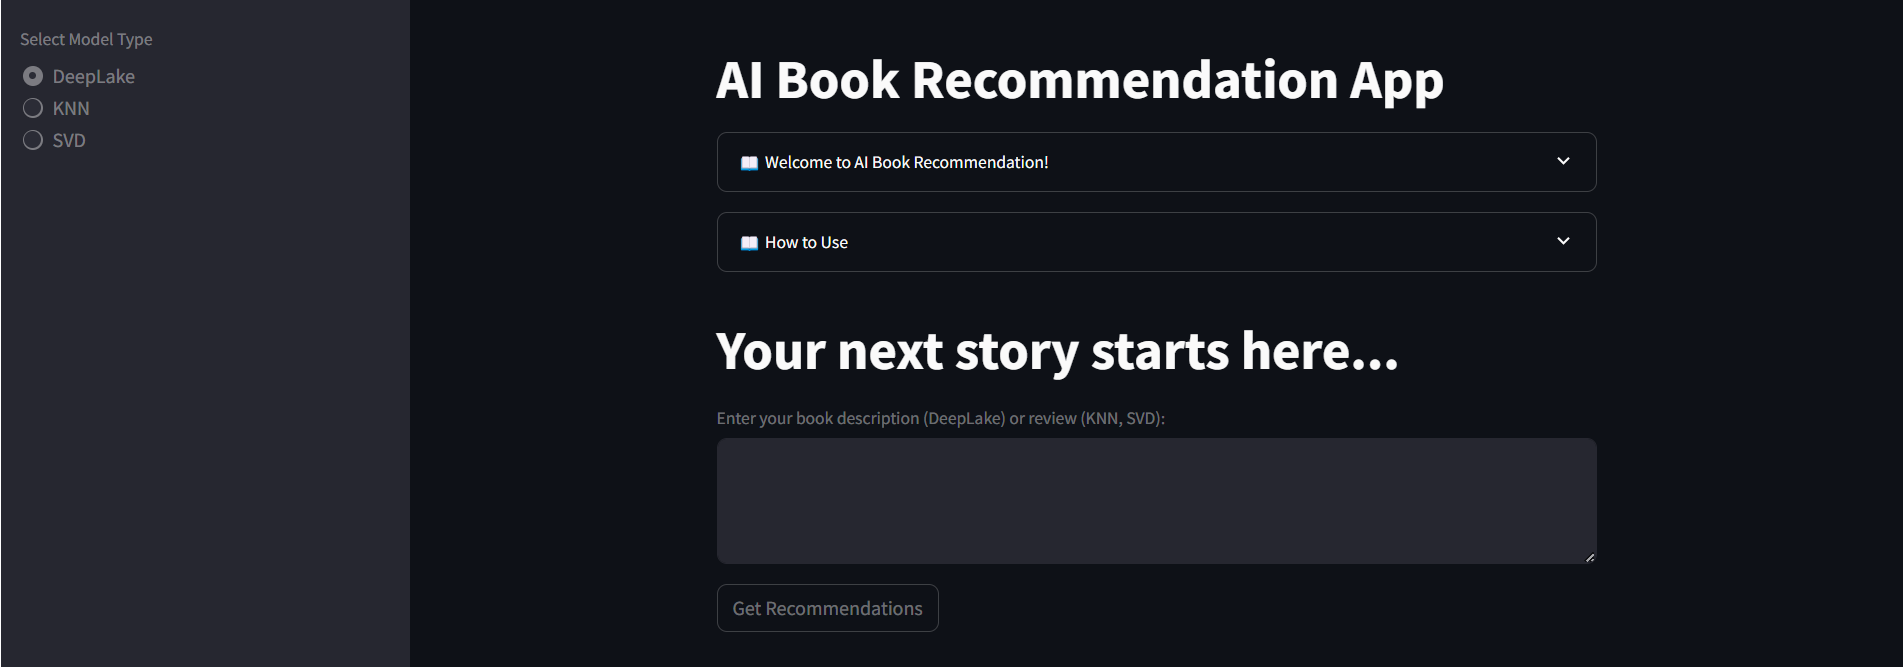 Select Model Type
DeepLake
KNN
SVD
AI Book Recommendation App
📖 Welcome to AI Book Recommendation!
📖 How to Use
Your next story starts here...
Enter your book description (DeepLake) or review (KNN, SVD):
Get Recommendations